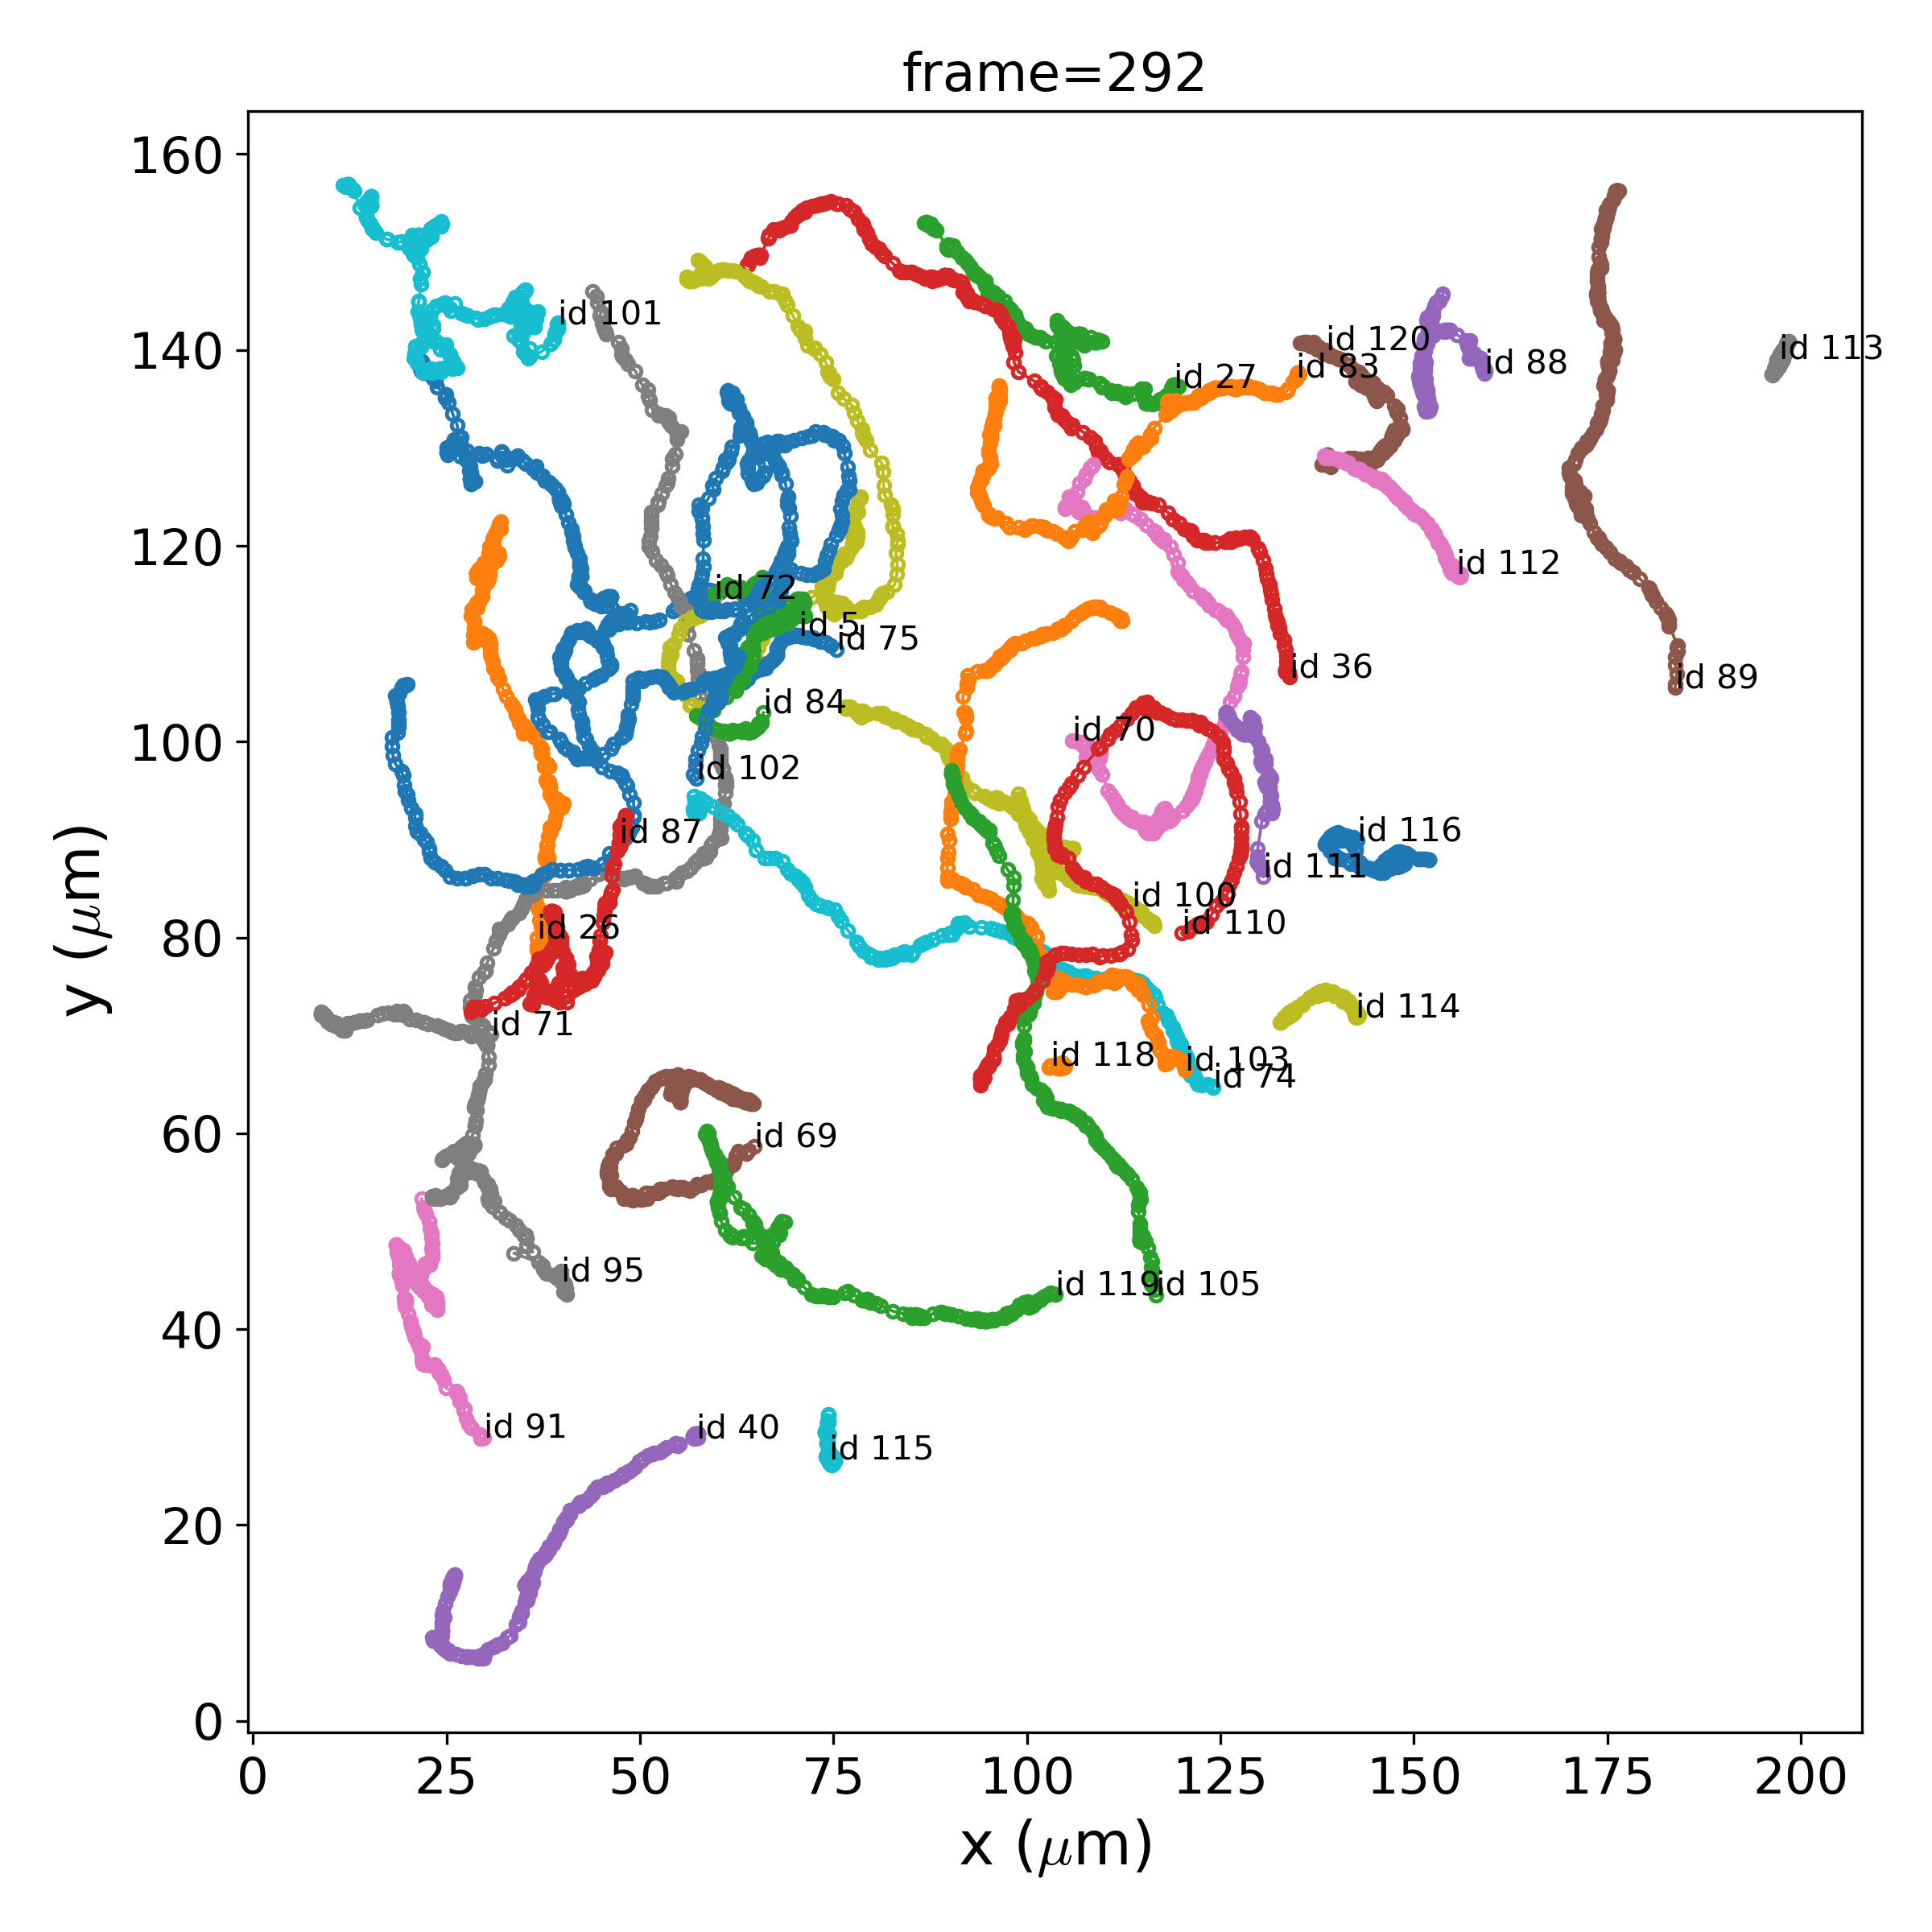 frame=292
160
140
120
100
80
60
40
20
0
y (μm)
id 101
id 120
id 83
id 88
id 113
id 27
id 112
id 72
id 5
id 75
id 36
id 89
id 84
id 70
id 102
id 87
id 116
id 111
id 100
id 110
id 26
id 71
id 114
id 118
id 103
id 74
id 69
id 95
id 119
id 105
id 91
id 40
id 115
0 25 50 75 100 125 150 175 200
x (μm)